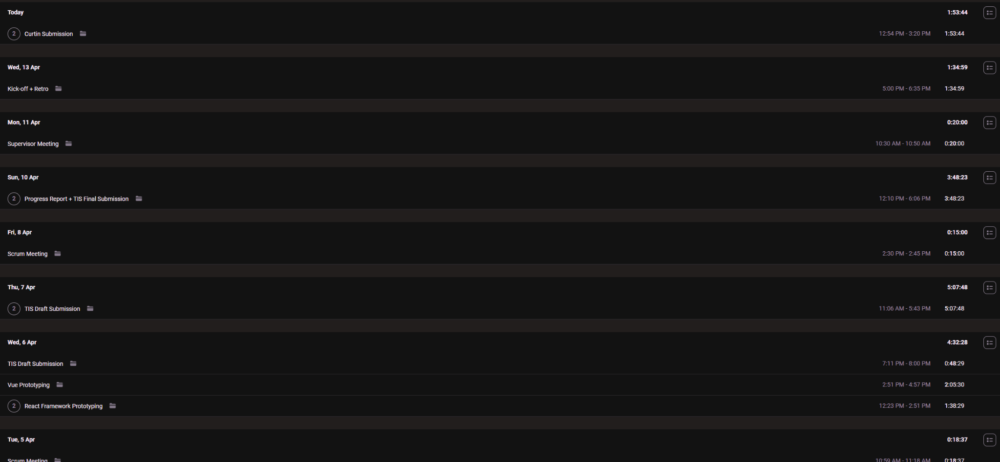 Today 1:53:44
2 Curtin Submission 12:54 PM - 3:20 PM 1:53:44
Wed, 13 Apr 1:34:59
Kick-off + Retro 5:00 PM - 6:35 PM 1:34:59
Mon, 11 Apr 0:20:00
Supervisor Meeting 10:30 AM - 10:50 AM 0:20:00
Sun, 10 Apr 3:48:23
2 Progress Report + TIS Final Submission 12:10 PM - 6:06 PM 3:48:23
Fri, 8 Apr 0:15:00
Scrum Meeting 2:30 PM - 2:45 PM 0:15:00
Thu, 7 Apr 5:07:48
2 TIS Draft Submission 11:06 AM - 5:43 PM 5:07:48
Wed, 6 Apr 4:32:28
TIS Draft Submission 7:11 PM - 8:00 PM 0:48:29
Vue Prototyping 2:51 PM - 4:57 PM 2:05:30
2 React Framework Prototyping 12:23 PM - 2:51 PM 1:38:29
Tue, 5 Apr 0:18:37
Scrum Meeting 10:59 AM - 11:18 AM 0:18:37